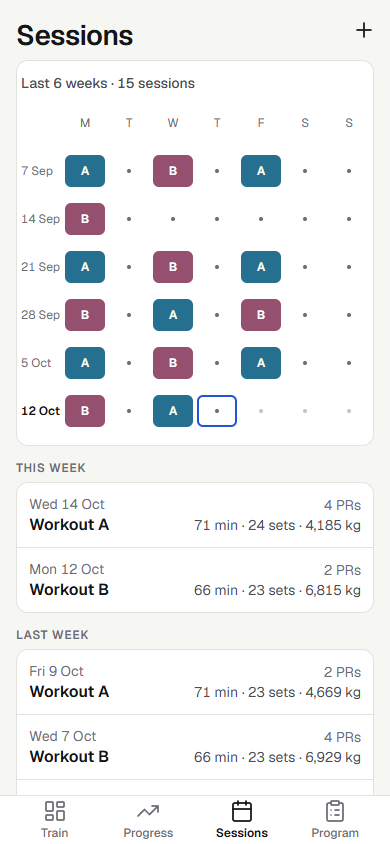 Sessions
Last 6 weeks · 15 sessions
M T W T F S S
7 Sep A B A
14 Sep B
21 Sep A B A
28 Sep B A B
5 Oct A B A
12 Oct B A
THIS WEEK
Wed 14 Oct 4 PRs
Workout A 71 min · 24 sets · 4,185 kg
Mon 12 Oct 2 PRs
Workout B 66 min · 23 sets · 6,815 kg
LAST WEEK
Fri 9 Oct 2 PRs
Workout A 71 min · 23 sets · 4,669 kg
Wed 7 Oct 4 PRs
Workout B 66 min · 23 sets · 6,929 kg
Train Progress Sessions Program